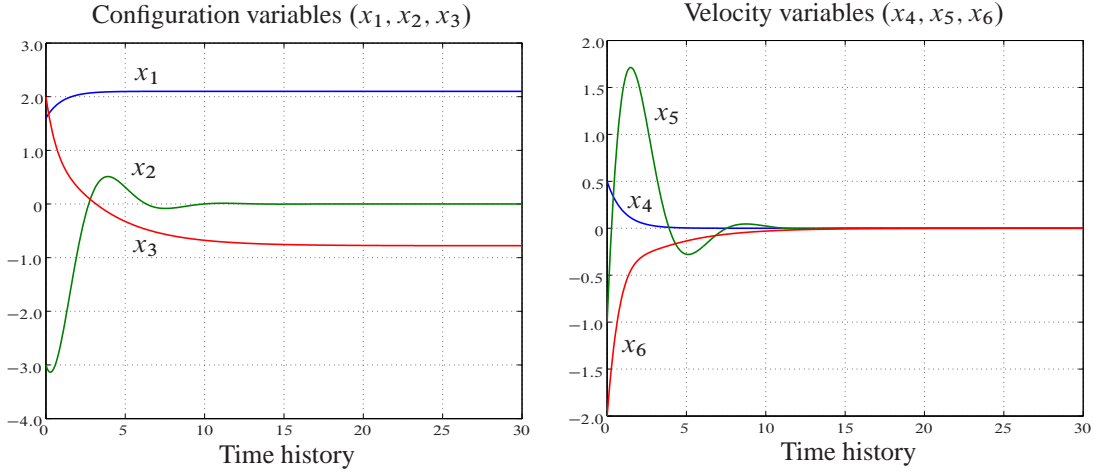 Configuration variables (x₁, x₂, x₃)
3.0
2.0
1.0
0
−1.0
−2.0
−3.0
−4.0
x₁
x₂
x₃
0 5 10 15 20 25 30
Time history
Velocity variables (x₄, x₅, x₆)
2.0
1.5
1.0
0.5
0
−0.5
−1.0
−1.5
−2.0
x₅
x₄
x₆
0 5 10 15 20 25 30
Time history